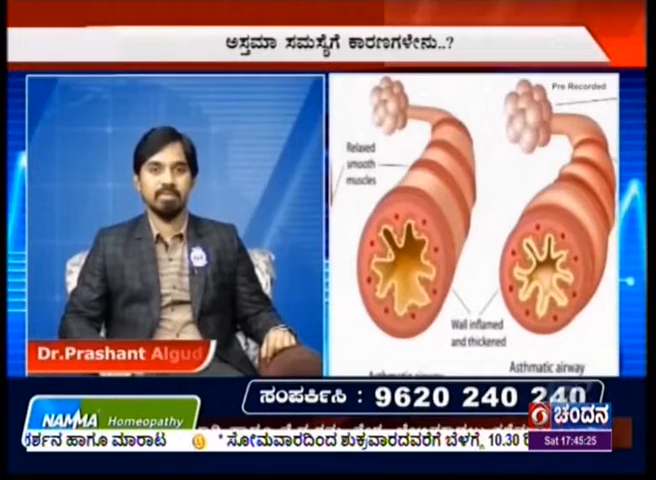 ಅಸ್ತಮಾ ಸಮಸ್ಯೆಗೆ ಕಾರಣಗಳೇನು..?
Pre Recorded
Relaxed
smooth
muscles
Wall inflamed
and thickened
Asthmatic airway
Dr.Prashant Algud
ಸಂಪರ್ಕಿಸಿ : 9620 240 240
NAMMA Homeopathy
ಚಂದನ
ಹಾಗೂ ಮಾರಾಟ * ಸೋಮವಾರದಿಂದ ಶುಕ್ರವಾರದವರೆಗೆ ಬೆಳಗ್ಗೆ 10.30
Sat 17:45:25